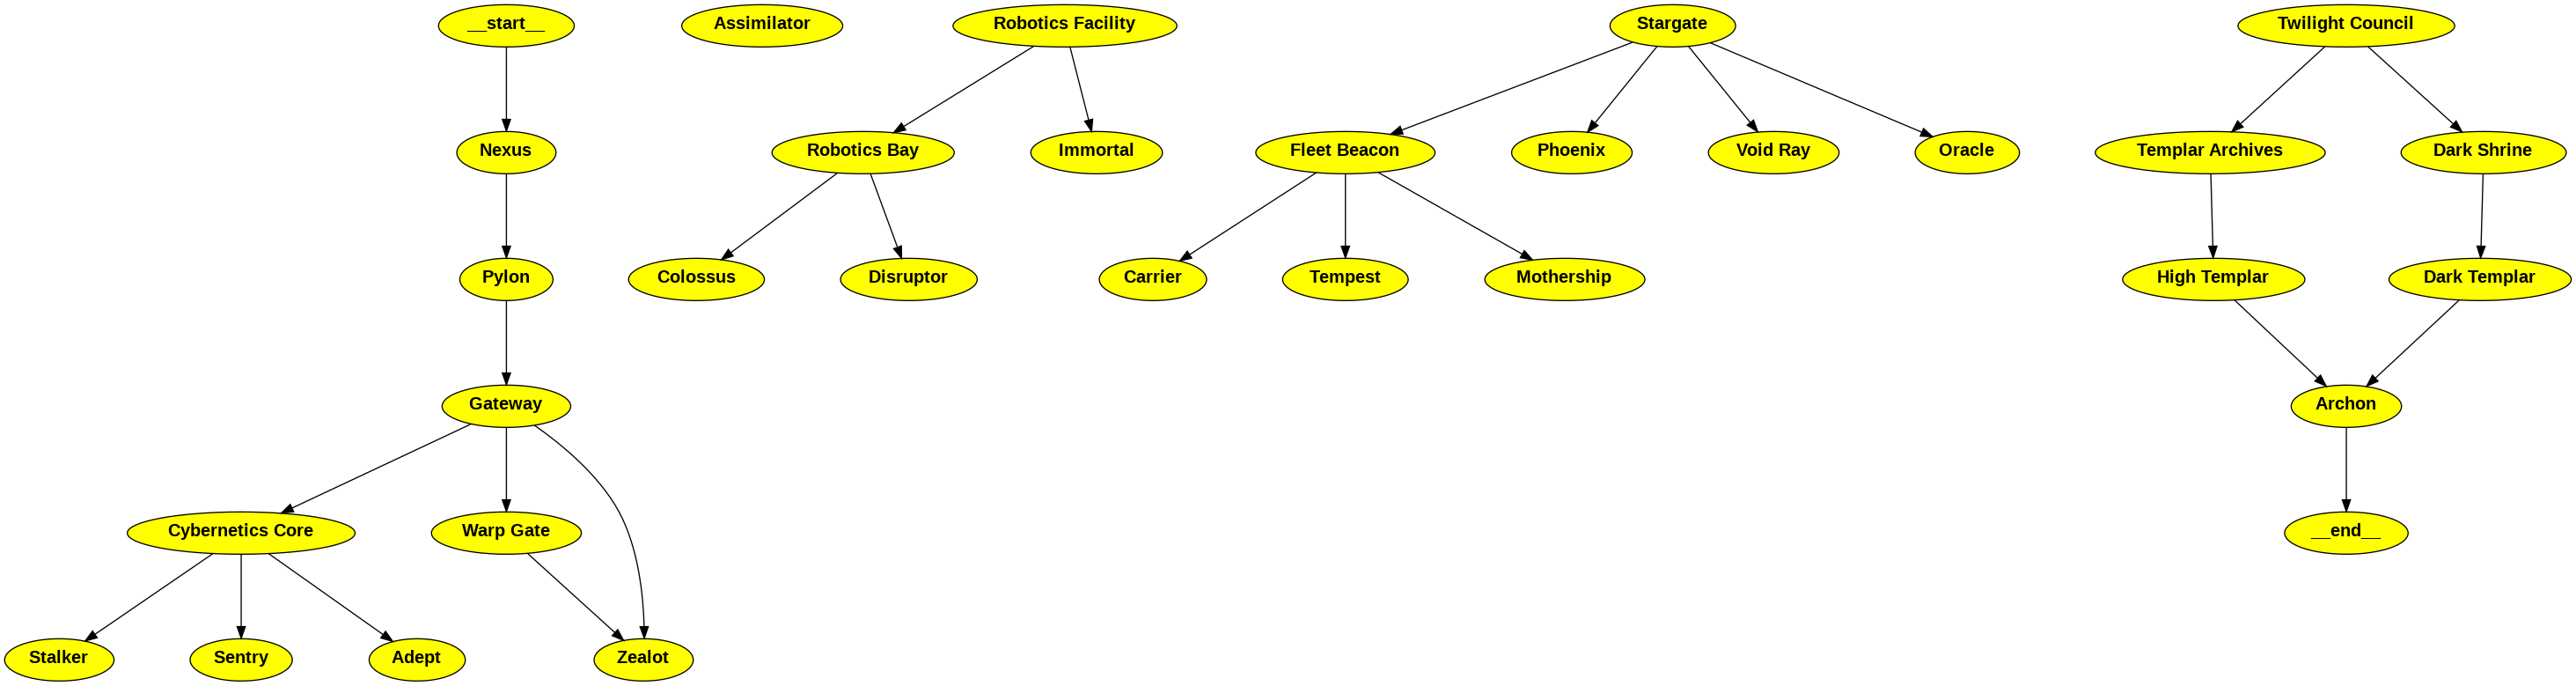 __start__
Assimilator
Robotics Facility
Stargate
Twilight Council
Nexus
Robotics Bay
Immortal
Fleet Beacon
Phoenix
Void Ray
Oracle
Templar Archives
Dark Shrine
Pylon
Colossus
Disruptor
Carrier
Tempest
Mothership
High Templar
Dark Templar
Gateway
Archon
Cybernetics Core
Warp Gate
__end__
Stalker
Sentry
Adept
Zealot